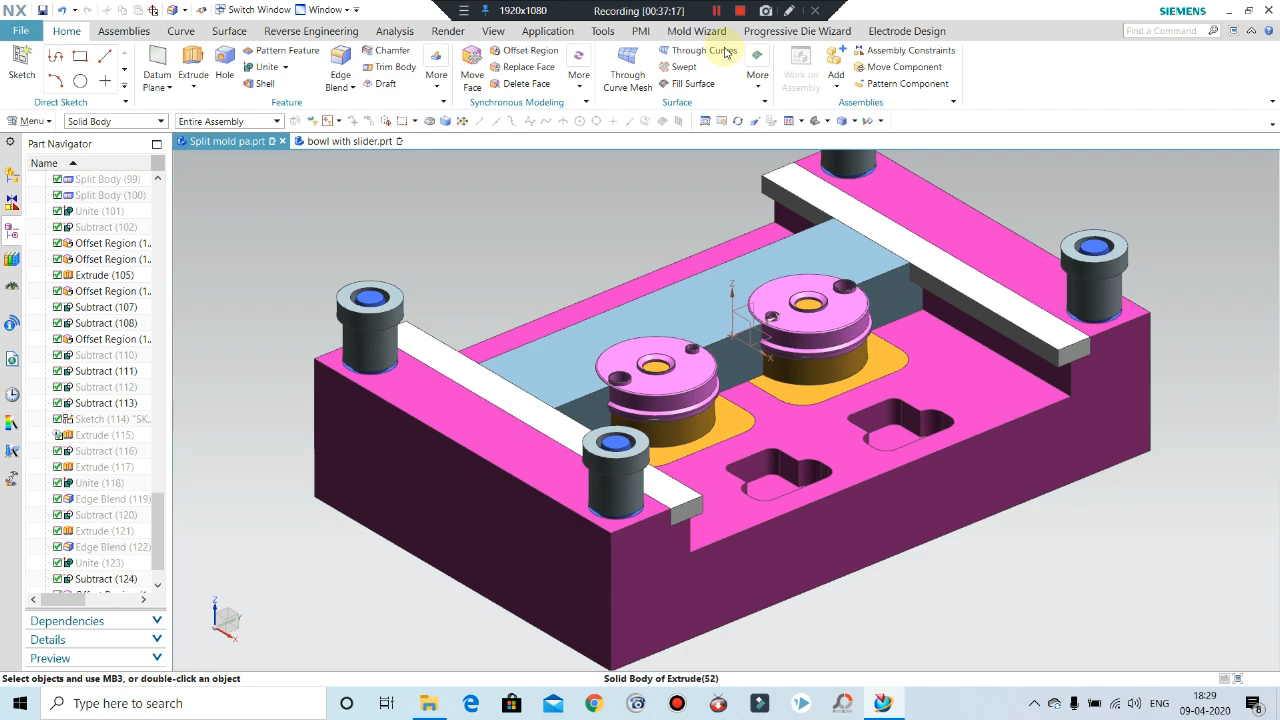 NX
Switch Window
Window
1920x1080
Recording [00:37:17]
SIEMENS
File
Home
Assemblies
Curve
Surface
Reverse Engineering
Analysis
Render
View
Application
Tools
PMI
Mold Wizard
Progressive Die Wizard
Electrode Design
Find a Command
Sketch
Direct Sketch
Datum Plane
Extrude
Hole
Pattern Feature
Unite
Shell
Edge Blend
Chamfer
Trim Body
Draft
More
Feature
Move Face
Offset Region
Replace Face
Delete Face
More
Synchronous Modeling
Through Curve Mesh
Through Curves
Swept
Fill Surface
More
Surface
Work on Assembly
Add
Assembly Constraits
Move Component
Pattern Component
Assemblies
Menu
Solid Body
Entire Assembly
Part Navigator
Split mold pa.prt
bowl with slider.prt
Name
Split Body (99)
Split Body (100)
Unite (101)
Subtract (102)
Offset Region (1..
Offset Region (1..
Extrude (105)
Offset Region (1..
Subtract (107)
Subtract (108)
Offset Region (1..
Subtract (110)
Subtract (111)
Subtract (112)
Subtract (113)
Sketch (114) "SK..
Extrude (115)
Subtract (116)
Extrude (117)
Unite (118)
Edge Blend (119)
Subtract (120)
Extrude (121)
Edge Blend (122)
Unite (123)
Subtract (124)
Dependencies
Details
Preview
Z
X
Z
X
Select objects and use MB3, or double-click an object
Solid Body of Extrude(52)
Type here to search
ENG
18:29
09-04-2020